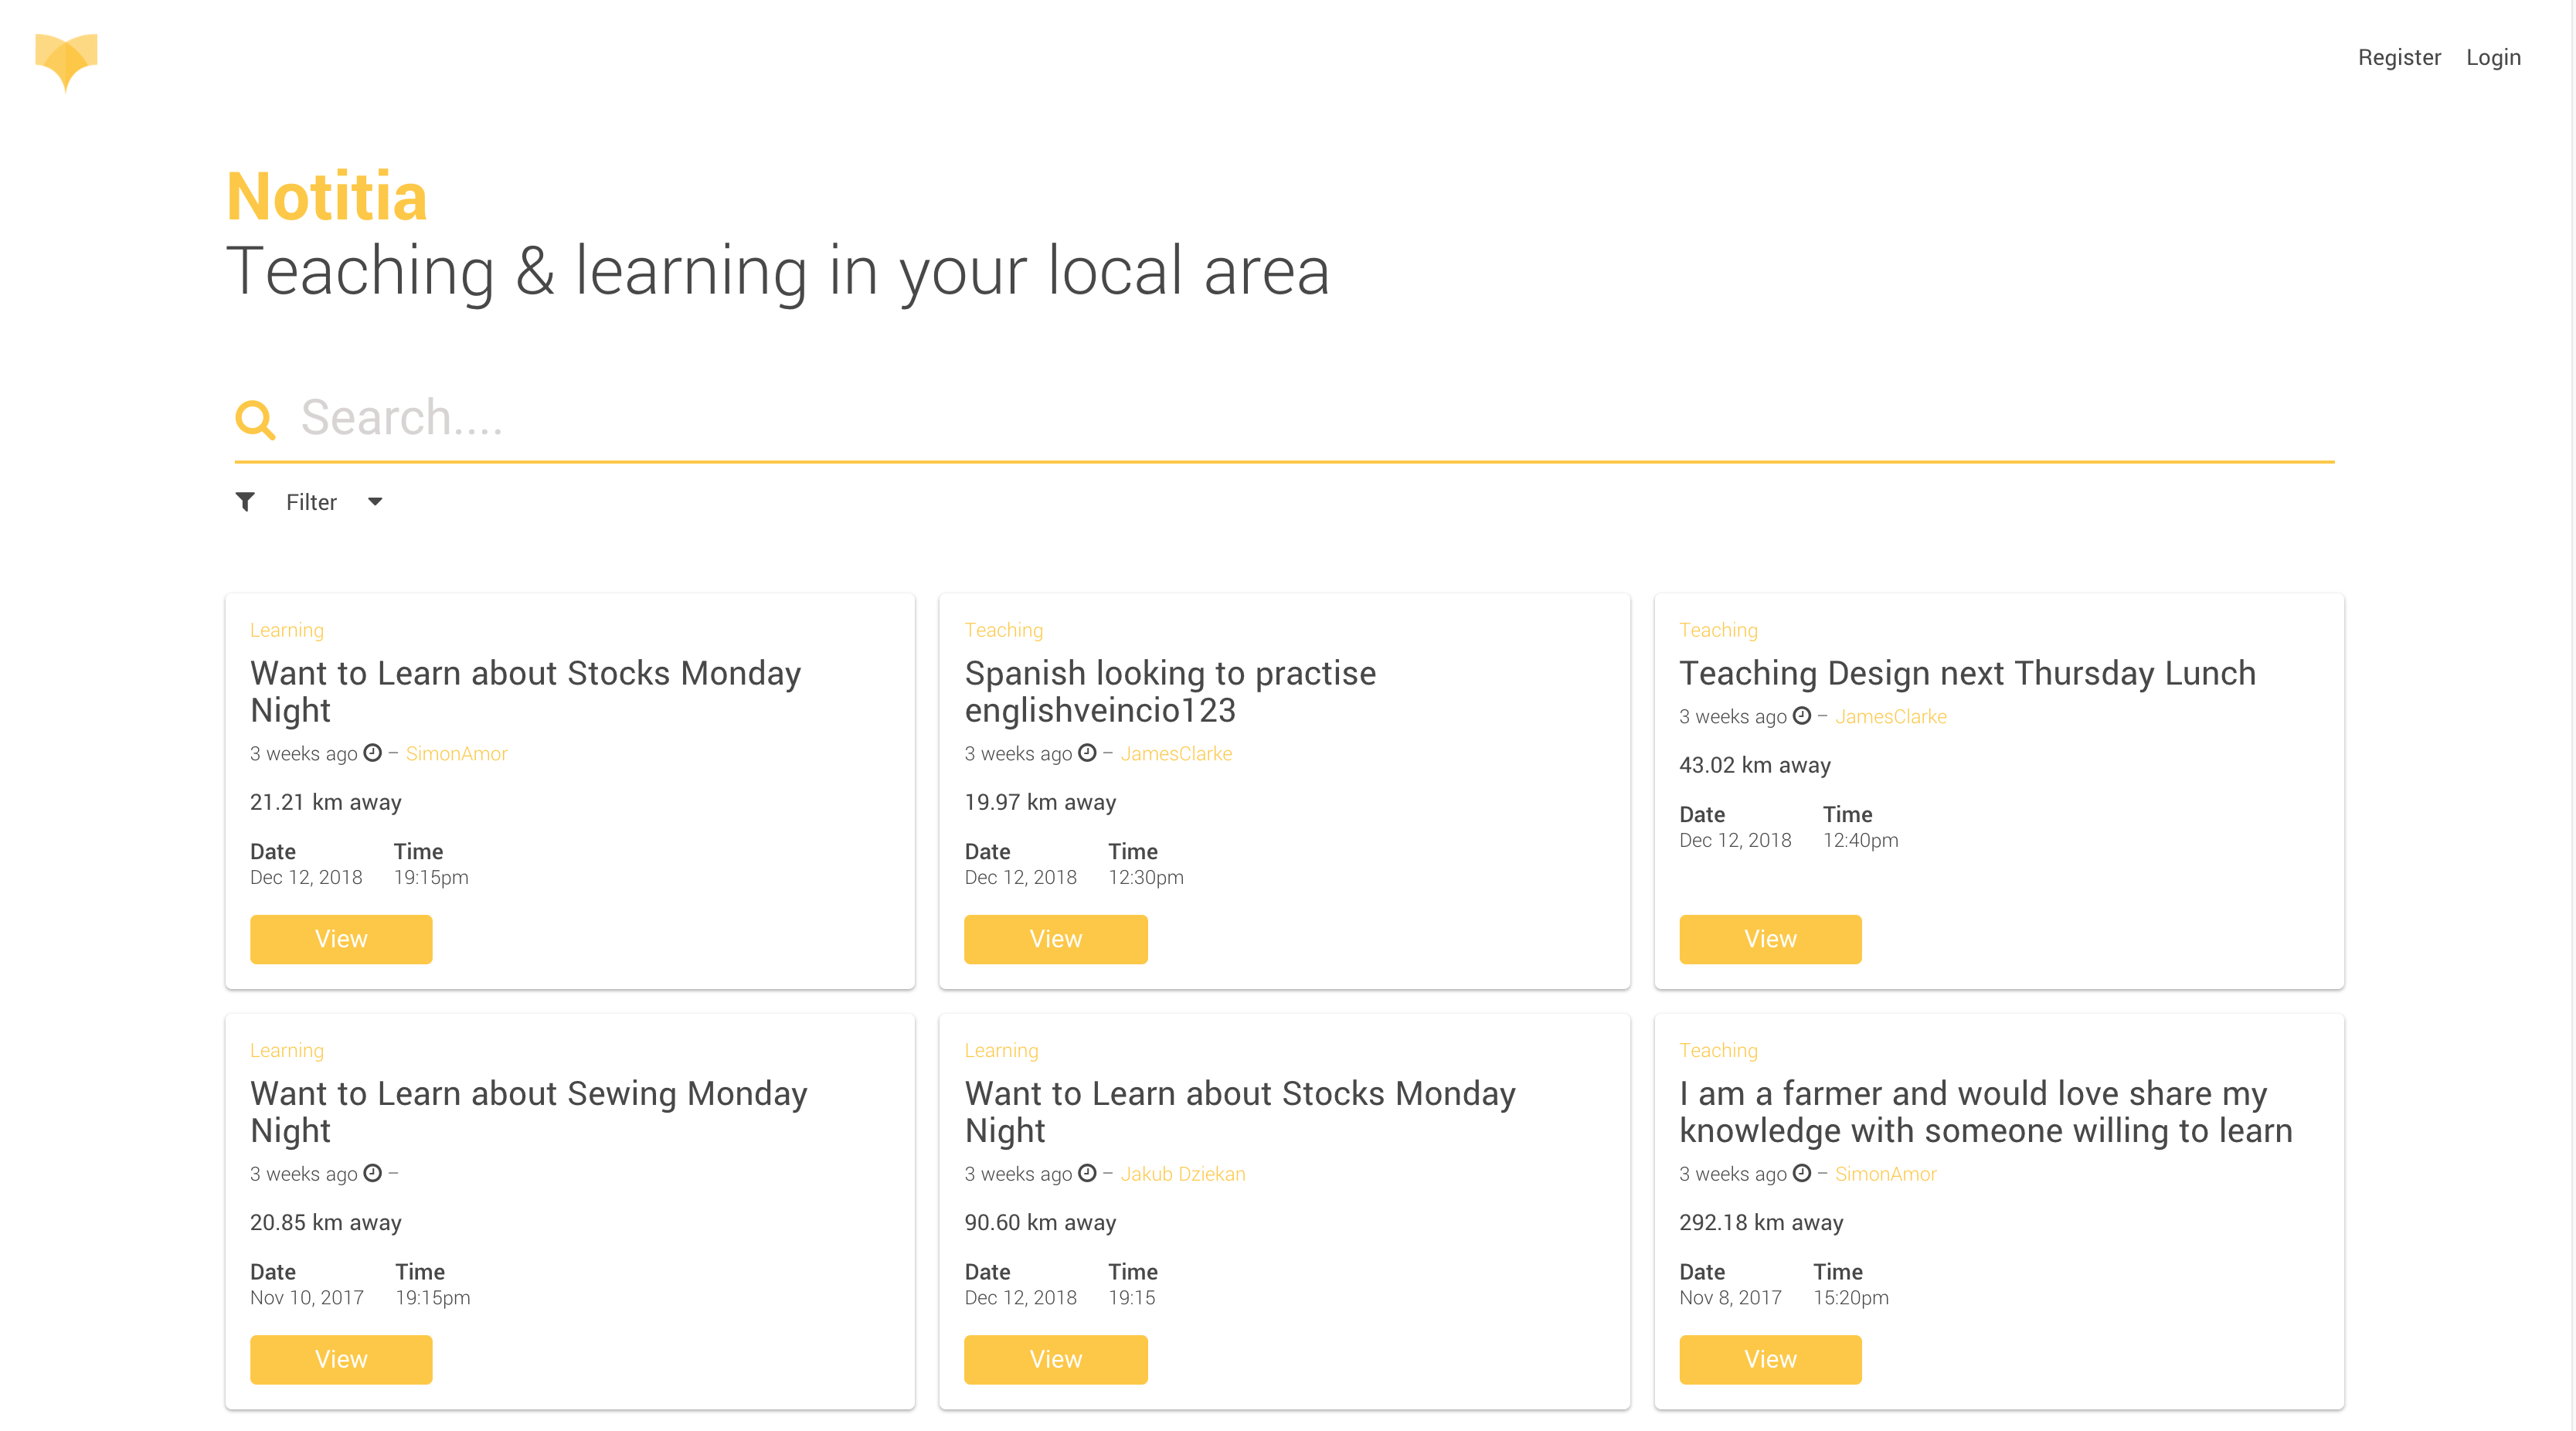 Register Login
Notitia
Teaching & learning in your local area
Search....
Filter
Learning
Want to Learn about Stocks Monday
Night
3 weeks ago – SimonAmor
21.21 km away
Date Time
Dec 12, 2018 19:15pm
View
Teaching
Spanish looking to practise
englishveincio123
3 weeks ago – JamesClarke
19.97 km away
Date Time
Dec 12, 2018 12:30pm
View
Teaching
Teaching Design next Thursday Lunch
3 weeks ago – JamesClarke
43.02 km away
Date Time
Dec 12, 2018 12:40pm
View
Learning
Want to Learn about Sewing Monday
Night
3 weeks ago –
20.85 km away
Date Time
Nov 10, 2017 19:15pm
View
Learning
Want to Learn about Stocks Monday
Night
3 weeks ago – Jakub Dziekan
90.60 km away
Date Time
Dec 12, 2018 19:15
View
Teaching
I am a farmer and would love share my
knowledge with someone willing to learn
3 weeks ago – SimonAmor
292.18 km away
Date Time
Nov 8, 2017 15:20pm
View